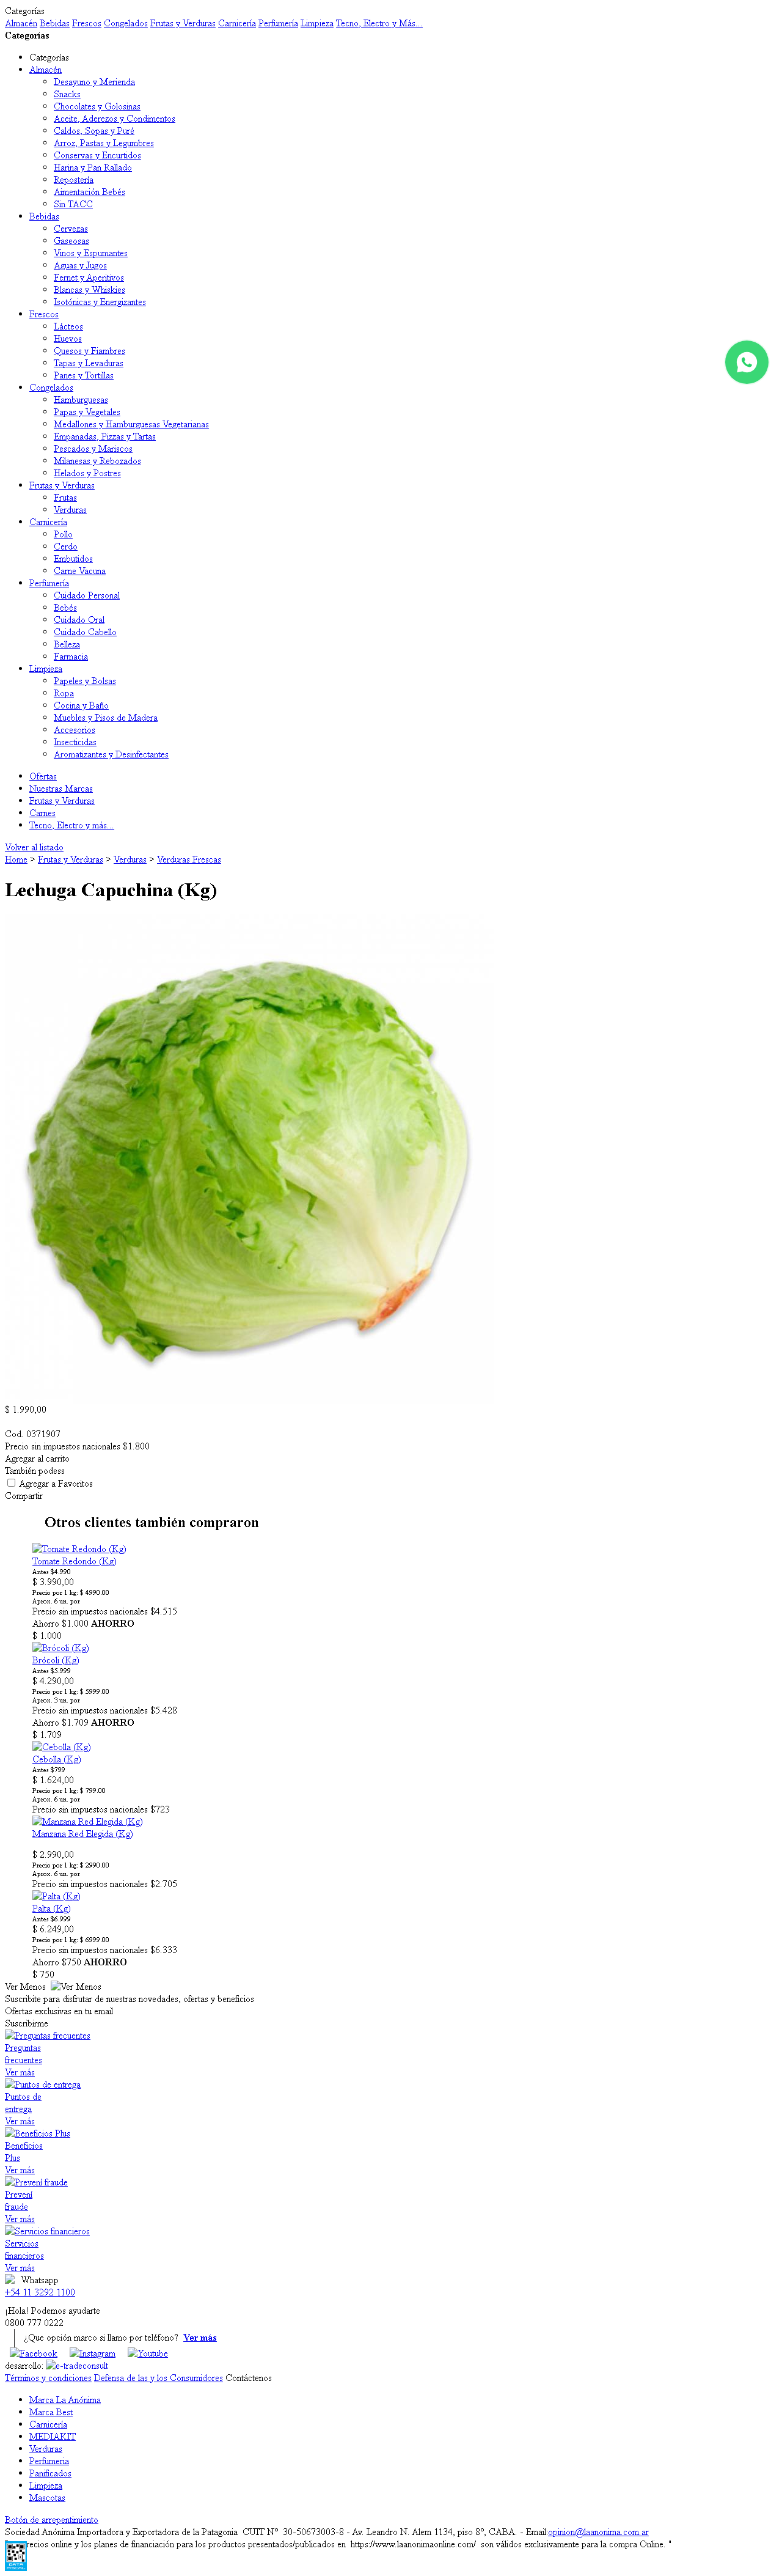 Categorías
Almacén Bebidas Frescos Congelados Frutas y Verduras Carnicería Perfumería Limpieza Tecno, Electro y Más...
Categorías
Categorías
Almacén
Desayuno y Merienda
Snacks
Chocolates y Golosinas
Aceite, Aderezos y Condimentos
Caldos, Sopas y Puré
Arroz, Pastas y Legumbres
Conservas y Encurtidos
Harina y Pan Rallado
Repostería
Aimentación Bebés
Sin TACC
Bebidas
Cervezas
Gaseosas
Vinos y Espumantes
Aguas y Jugos
Fernet y Aperitivos
Blancas y Whiskies
Isotónicas y Energizantes
Frescos
Lácteos
Huevos
Quesos y Fiambres
Tapas y Levaduras
Panes y Tortillas
Congelados
Hamburguesas
Papas y Vegetales
Medallones y Hamburguesas Vegetarianas
Empanadas, Pizzas y Tartas
Pescados y Mariscos
Milanesas y Rebozados
Helados y Postres
Frutas y Verduras
Frutas
Verduras
Carnicería
Pollo
Cerdo
Embutidos
Carne Vacuna
Perfumería
Cuidado Personal
Bebés
Cuidado Oral
Cuidado Cabello
Belleza
Farmacia
Limpieza
Papeles y Bolsas
Ropa
Cocina y Baño
Muebles y Pisos de Madera
Accesorios
Insecticidas
Aromatizantes y Desinfectantes
Ofertas
Nuestras Marcas
Frutas y Verduras
Carnes
Tecno, Electro y más...
Volver al listado
Home > Frutas y Verduras > Verduras > Verduras Frescas
Lechuga Capuchina (Kg)
$ 1.990,00
Cod. 0371907
Precio sin impuestos nacionales $1.800
Agregar al carrito
También podess
Agregar a Favoritos
Compartir
Otros clientes también compraron
Tomate Redondo (Kg)
Tomate Redondo (Kg)
Antes $4.990
$ 3.990,00
Precio por 1 kg: $ 4990.00
Aprox. 6 un. por
Precio sin impuestos nacionales $4.515
Ahorro $1.000 AHORRO
$ 1.000
Brócoli (Kg)
Brócoli (Kg)
Antes $5.999
$ 4.290,00
Precio por 1 kg: $ 5999.00
Aprox. 3 un. por
Precio sin impuestos nacionales $5.428
Ahorro $1.709 AHORRO
$ 1.709
Cebolla (Kg)
Cebolla (Kg)
Antes $799
$ 1.624,00
Precio por 1 kg: $ 799.00
Aprox. 6 un. por
Precio sin impuestos nacionales $723
Manzana Red Elegida (Kg)
Manzana Red Elegida (Kg)
$ 2.990,00
Precio por 1 kg: $ 2990.00
Aprox. 6 un. por
Precio sin impuestos nacionales $2.705
Palta (Kg)
Palta (Kg)
Antes $6.999
$ 6.249,00
Precio por 1 kg: $ 6999.00
Precio sin impuestos nacionales $6.333
Ahorro $750 AHORRO
$ 750
Ver Menos Ver Menos
Suscribite para disfrutar de nuestras novedades, ofertas y beneficios
Ofertas exclusivas en tu email
Suscribirme
Preguntas frecuentes
Preguntas
frecuentes
Ver más
Puntos de entrega
Puntos de
entrega
Ver más
Beneficios Plus
Beneficios
Plus
Ver más
Prevení fraude
Prevení
fraude
Ver más
Servicios financieros
Servicios
financieros
Ver más
Whatsapp
+54 11 3292 1100
¡Hola! Podemos ayudarte
0800 777 0222
¿Que opción marco si llamo por teléfono? Ver más
Facebook Instagram Youtube
desarrollo: e-tradeconsult
Términos y condiciones Defensa de las y los Consumidores Contáctenos
Marca La Anónima
Marca Best
Carnicería
MEDIAKIT
Verduras
Perfumeria
Panificados
Limpieza
Mascotas
Botón de arrepentimiento
Sociedad Anónima Importadora y Exportadora de la Patagonia CUIT Nº 30-50673003-8 - Av. Leandro N. Alem 1134, piso 8º, CABA. - Email:opinion@laanonima.com.ar
recios online y los planes de financiación para los productos presentados/publicados en https://www.laanonimaonline.com/ son válidos exclusivamente para la compra Online. "
DATA
FISCAL